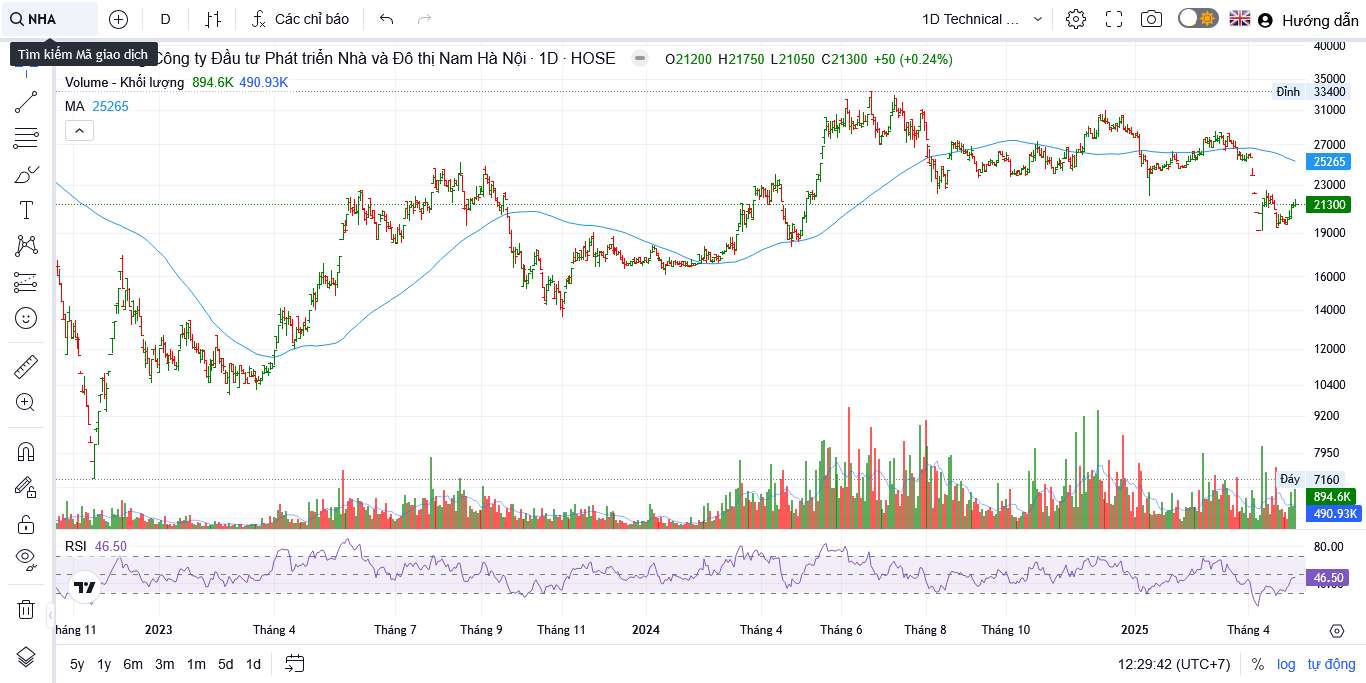 NHA
D
Các chỉ báo
1D Technical ...
Hướng dẫn
Tìm kiếm Mã giao dịch
Công ty Đầu tư Phát triển Nhà và Đô thị Nam Hà Nội · 1D · HOSE
O21200 H21750 L21050 C21300 +50 (+0.24%)
Volume - Khối lượng 894.6K 490.93K
MA 25265
40000
35000
Đỉnh 33400
31000
27000
25265
23000
21300
19000
16000
14000
12000
10400
9200
7950
Đáy 7160
894.6K
490.93K
RSI 46.50
80.00
46.50
háng 11 2023 Tháng 4 Tháng 7 Tháng 9 Tháng 11 2024 Tháng 4 Tháng 6 Tháng 8 Tháng 10 2025 Tháng 4
5y 1y 6m 3m 1m 5d 1d
12:29:42 (UTC+7) % log tự động